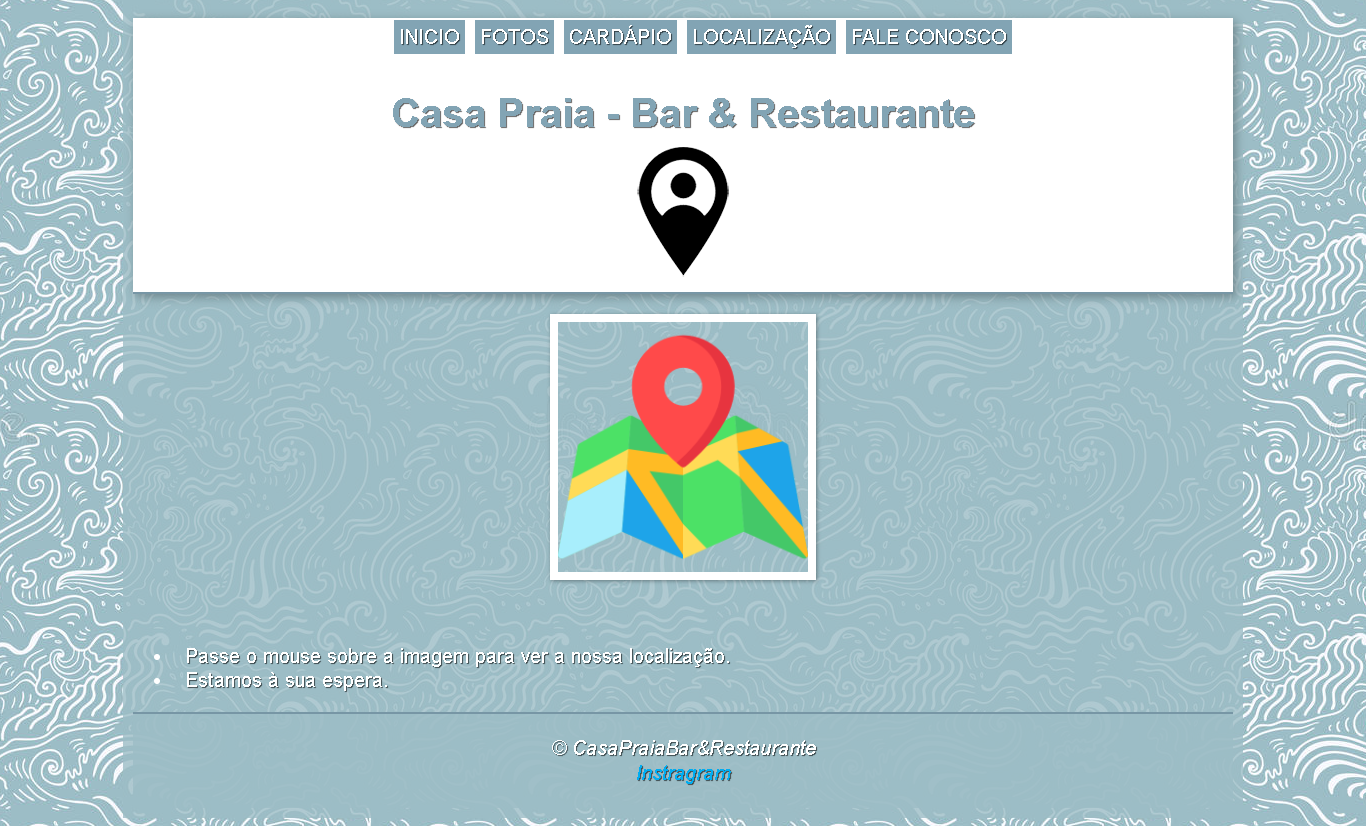 INICIO FOTOS CARDÁPIO LOCALIZAÇÃO FALE CONOSCO
Casa Praia - Bar & Restaurante
Passe o mouse sobre a imagem para ver a nossa localização.
Estamos à sua espera.
© CasaPraiaBar&Restaurante
Instragram